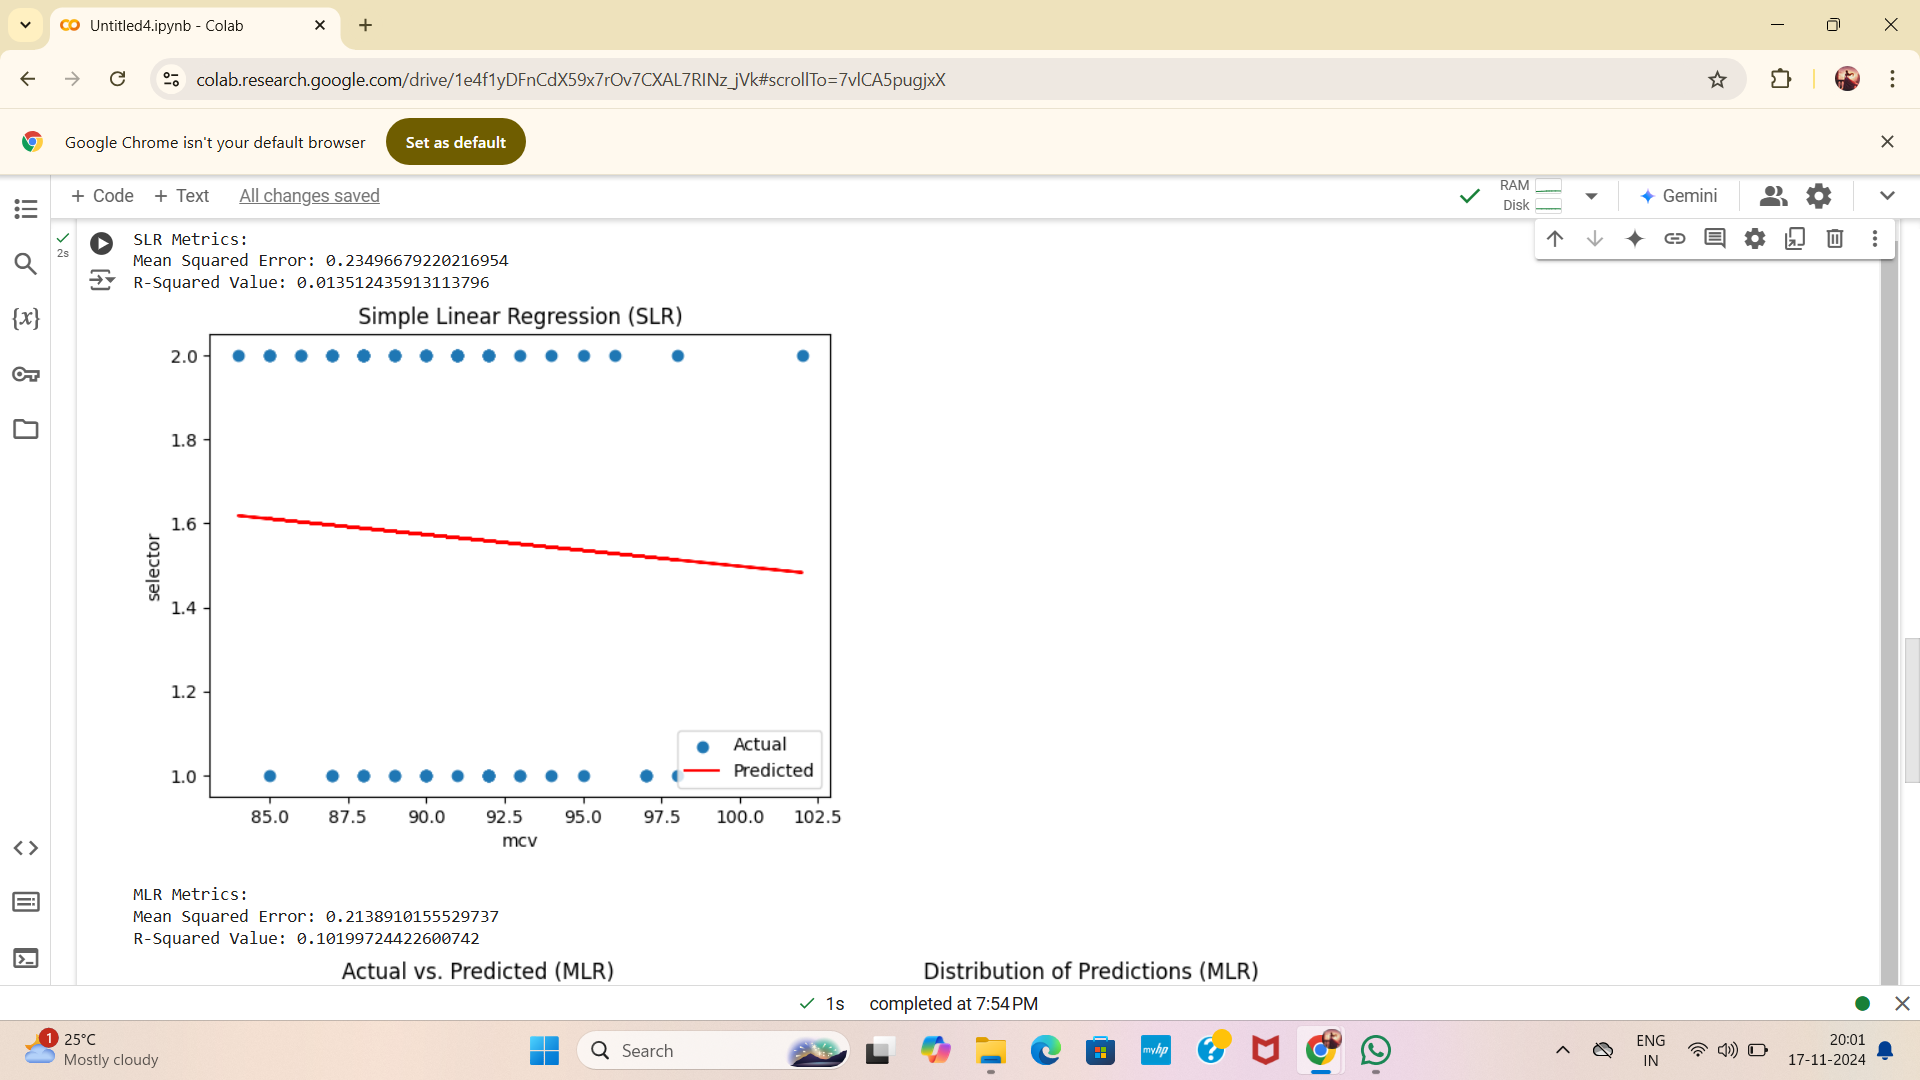 Untitled4.ipynb - Colab
colab.research.google.com/drive/1e4f1yDFnCdX59x7rOv7CXAL7RINz_jVk#scrollTo=7vlCA5pugjxX
Google Chrome isn't your default browser
Set as default
+ Code + Text All changes saved
RAM
Disk
Gemini
2s
SLR Metrics:
Mean Squared Error: 0.23496679220216954
R-Squared Value: 0.013512435913113796
{x}
Simple Linear Regression (SLR)
2.0
1.8
1.6
1.4
1.2
1.0
selector
Actual
Predicted
85.0 87.5 90.0 92.5 95.0 97.5 100.0 102.5
mcv
MLR Metrics:
Mean Squared Error: 0.2138910155529737
R-Squared Value: 0.10199724422600742
Actual vs. Predicted (MLR) Distribution of Predictions (MLR)
1s completed at 7:54 PM
1
25°C
Mostly cloudy
Search
myhp
ENG
IN
20:01
17-11-2024